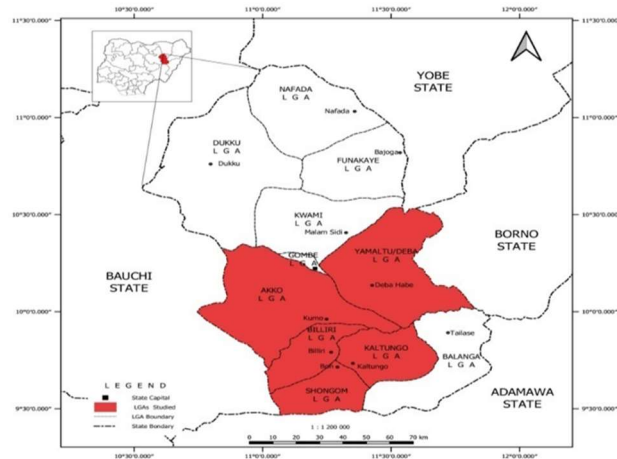 10°30'0.000"
11°0'0.000"
11°30'0.000"
12°0'0.000"
11°30'0.000"
11°30'0.000"
YOBE
STATE
NAFADA
L G A
Nafada
11°0'0.000"
11°0'0.000"
DUKKU
L G A
Dukku
Bajoga
FUNAKAYE
L G A
10°30'0.000"
10°30'0.000"
KWAMI
L G A
Malam Sidi
BORNO
STATE
GOMBE
L G A
YAMALTU/DEBA
L G A
BAUCHI
STATE
AKKO
L G A
Deba Habe
10°0'0.000"
10°0'0.000"
Kumo
BILLIRI
L G A
Tailase
Billiri
KALTUNGO
L G A
BALANGA
L G A
Kaltungo
SHONGOM
L G A
ADAMAWA
STATE
L E G E N D
State Capital
LGAs Studied
LGA Boundary
State Bondary
9°30'0.000"
9°30'0.000"
1 : 1 200 000
0 10 20 30 40 50 60 70 km
10°30'0.000"
11°0'0.000"
11°30'0.000"
12°0'0.000"